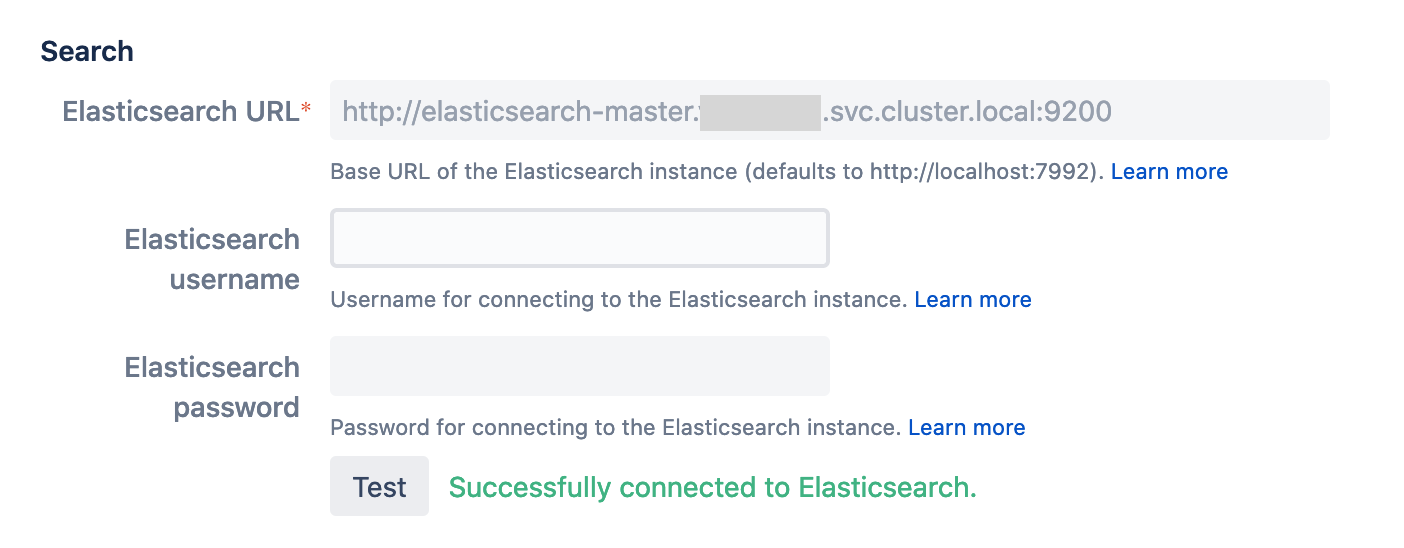 Search
Elasticsearch URL*
http://elasticsearch-master. .svc.cluster.local:9200
Base URL of the Elasticsearch instance (defaults to http://localhost:7992). Learn more
Elasticsearch
username
Username for connecting to the Elasticsearch instance. Learn more
Elasticsearch
password
Password for connecting to the Elasticsearch instance. Learn more
Test
Successfully connected to Elasticsearch.